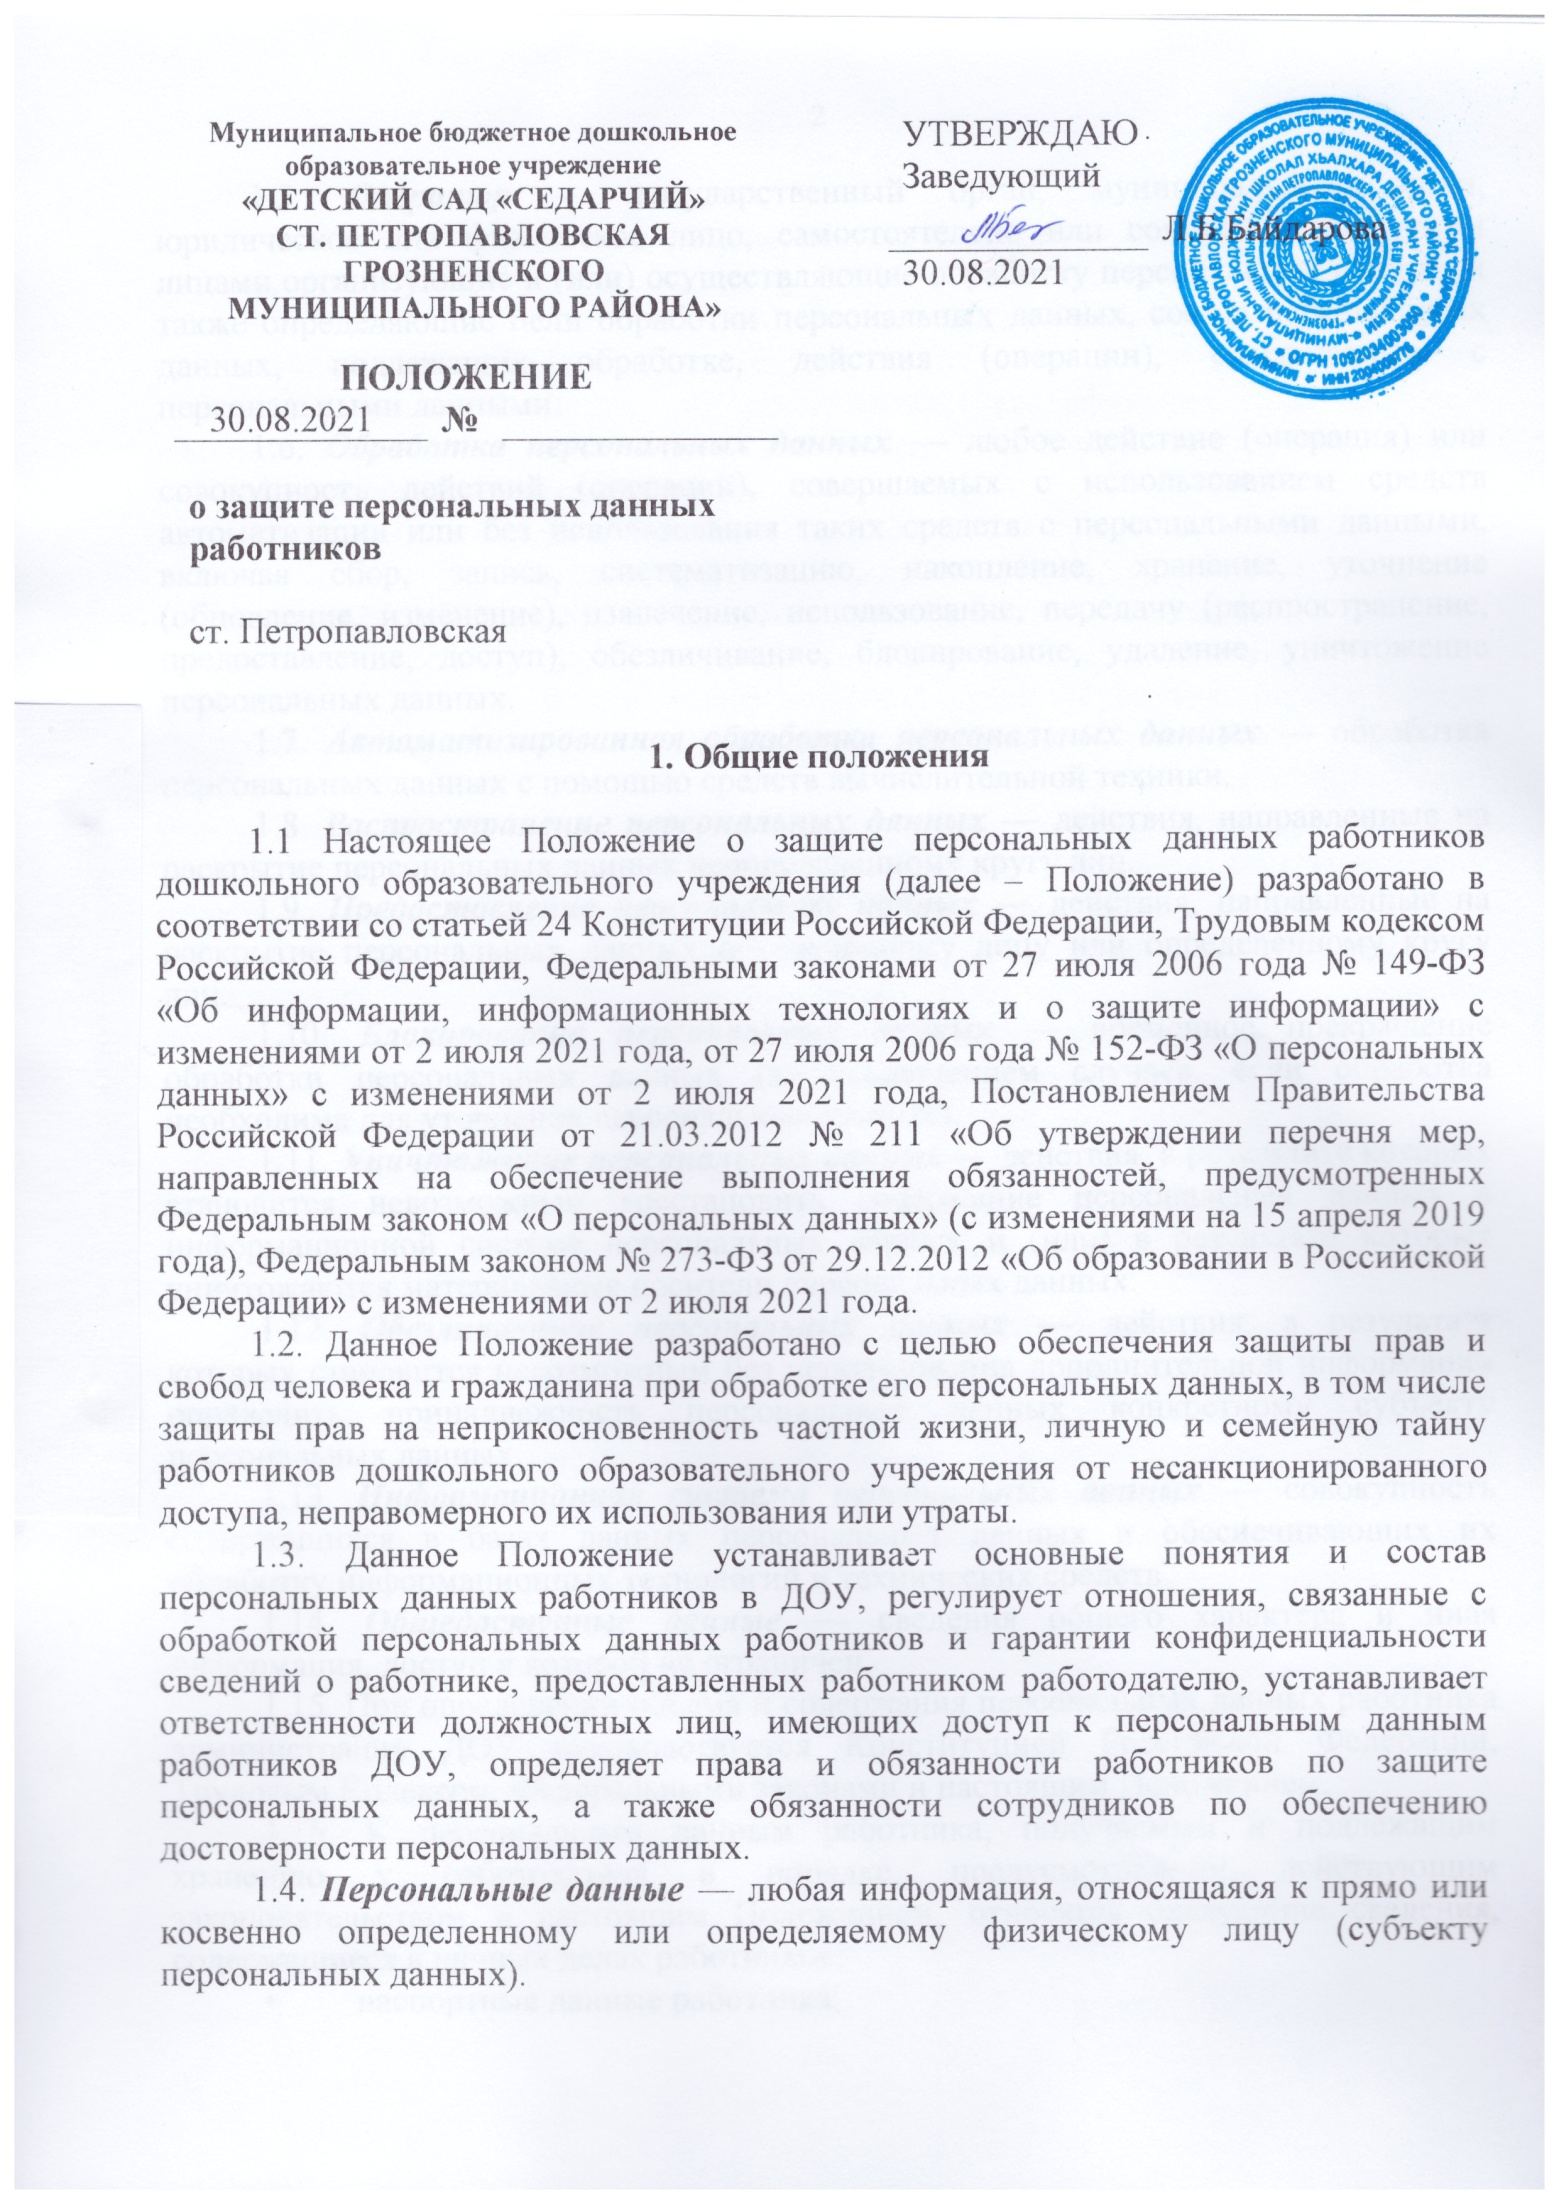 Муниципальное бюджетное дошкольное
образовательное учреждение
«ДЕТСКИЙ САД «СЕДАРЧИЙ»
СТ. ПЕТРОПАВЛОВСКАЯ
ГРОЗНЕНСКОГО
МУНИЦИПАЛЬНОГО РАЙОНА»
ПОЛОЖЕНИЕ
30.08.2021 №
УТВЕРЖДАЮ
Заведующий
Л.Б.Байдарова
30.08.2021
о защите персональных данных
работников
ст. Петропавловская
1. Общие положения
1.1 Настоящее Положение о защите персональных данных работников
дошкольного образовательного учреждения (далее – Положение) разработано в
соответствии со статьей 24 Конституции Российской Федерации, Трудовым кодексом
Российской Федерации, Федеральными законами от 27 июля 2006 года № 149-ФЗ
«Об информации, информационных технологиях и о защите информации» с
изменениями от 2 июля 2021 года, от 27 июля 2006 года № 152-ФЗ «О персональных
данных» с изменениями от 2 июля 2021 года, Постановлением Правительства
Российской Федерации от 21.03.2012 № 211 «Об утверждении перечня мер,
направленных на обеспечение выполнения обязанностей, предусмотренных
Федеральным законом «О персональных данных» (с изменениями на 15 апреля 2019
года), Федеральным законом № 273-ФЗ от 29.12.2012 «Об образовании в Российской
Федерации» с изменениями от 2 июля 2021 года.
1.2. Данное Положение разработано с целью обеспечения защиты прав и
свобод человека и гражданина при обработке его персональных данных, в том числе
защиты прав на неприкосновенность частной жизни, личную и семейную тайну
работников дошкольного образовательного учреждения от несанкционированного
доступа, неправомерного их использования или утраты.
1.3. Данное Положение устанавливает основные понятия и состав
персональных данных работников в ДОУ, регулирует отношения, связанные с
обработкой персональных данных работников и гарантии конфиденциальности
сведений о работнике, предоставленных работником работодателю, устанавливает
ответственности должностных лиц, имеющих доступ к персональным данным
работников ДОУ, определяет права и обязанности работников по защите
персональных данных, а также обязанности сотрудников по обеспечению
достоверности персональных данных.
1.4. Персональные данные — любая информация, относящаяся к прямо или
косвенно определенному или определяемому физическому лицу (субъекту
персональных данных).